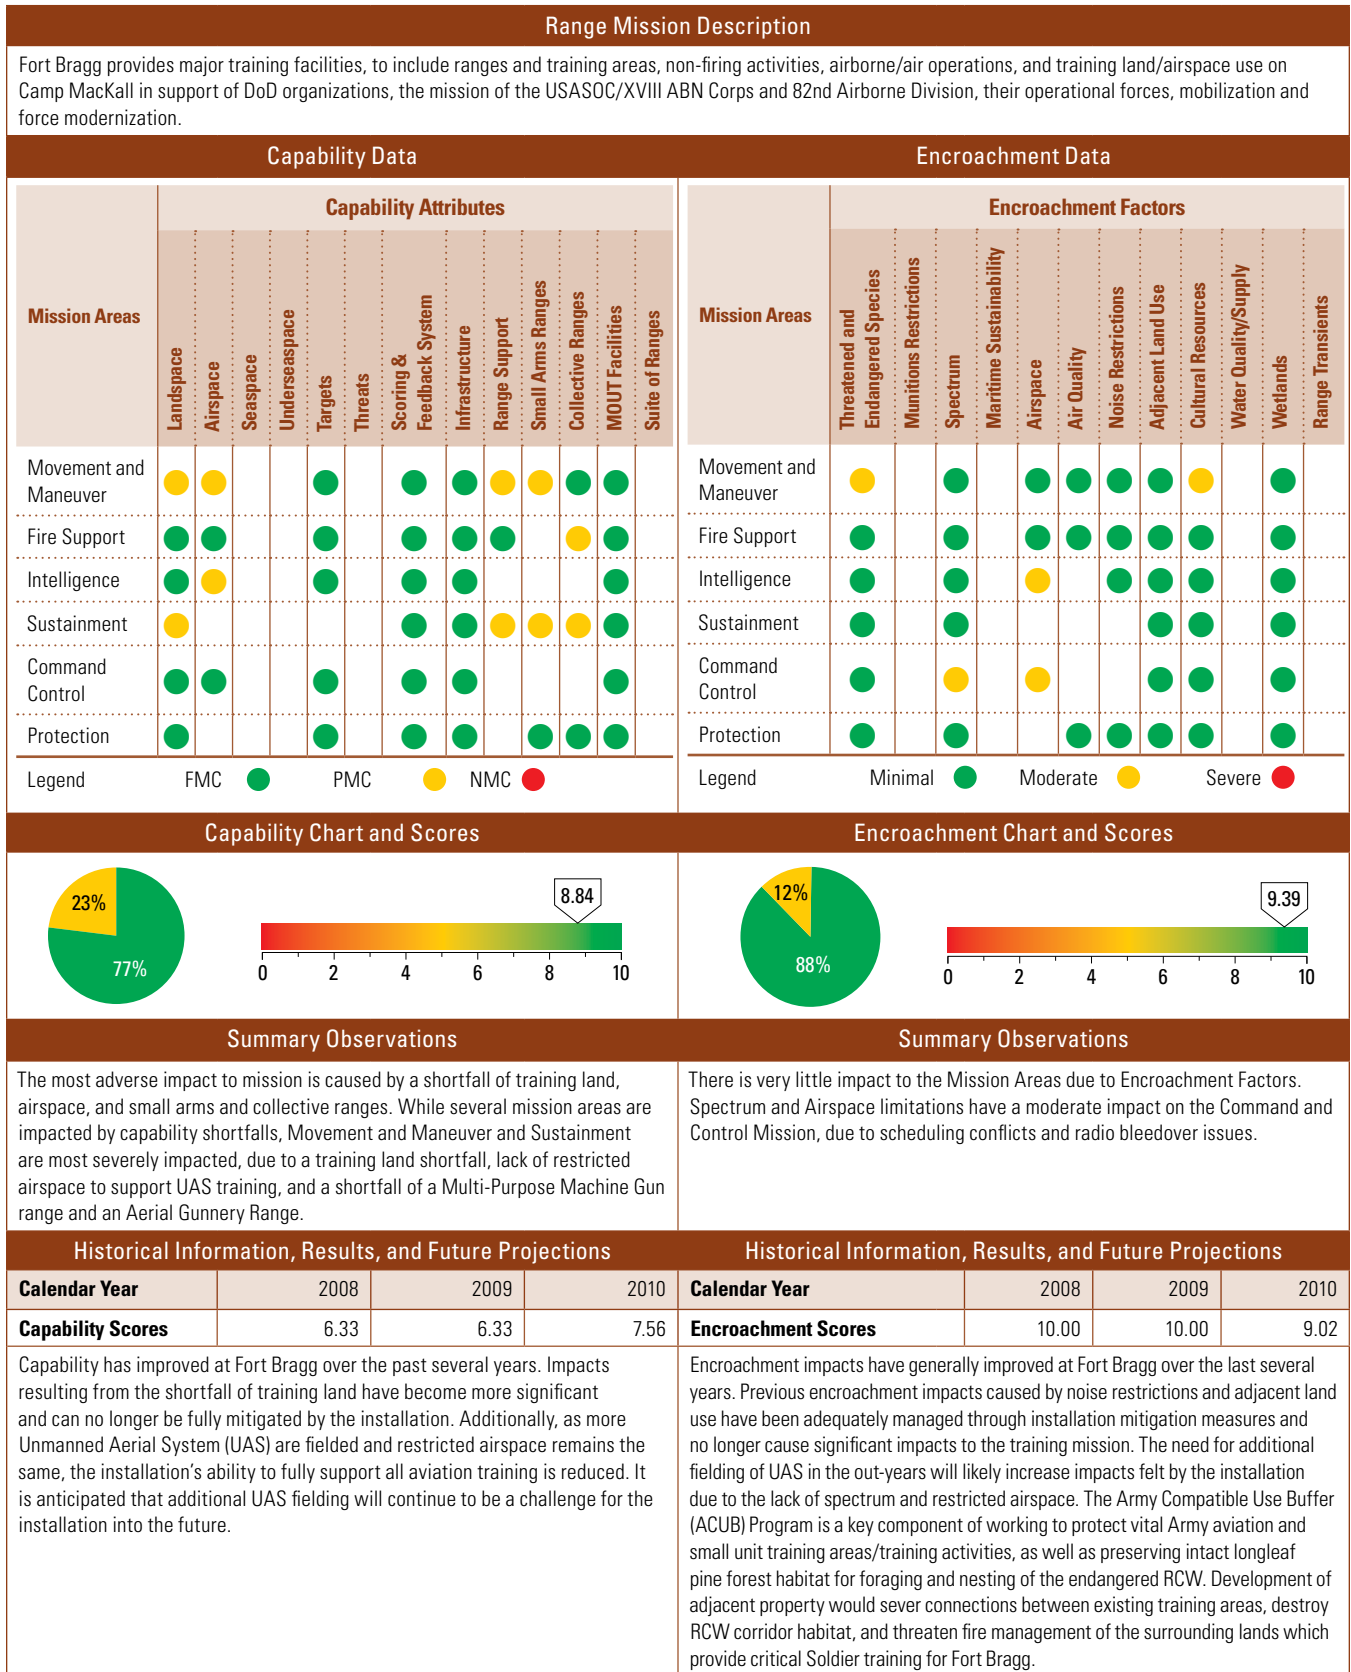 Range Mission Description
Fort Bragg provides major training facilities, to include ranges and training areas, non-firing activities, airborne/air operations, and training land/airspace use on
Camp MacKall in support of DoD organizations, the mission of the USASOC/XVIII ABN Corps and 82nd Airborne Division, their operational forces, mobilization and
force modernization.
Capability Data
Mission Areas
Capability Attributes
Landspace
Airspace
Seaspace
Underseaspace
Targets
Threats
Scoring &
Feedback System
Infrastructure
Range Support
Small Arms Ranges
Collective Ranges
MOUT Facilities
Suite of Ranges
Movement and
Maneuver
Fire Support
Intelligence
Sustainment
Command
Control
Protection
Legend FMC PMC NMC
Encroachment Data
Mission Areas
Encroachment Factors
Threatened and
Endangered Species
Munitions Restrictions
Spectrum
Maritime Sustainability
Airspace
Air Quality
Noise Restrictions
Adjacent Land Use
Cultural Resources
Water Quality/Supply
Wetlands
Range Transients
Movement and
Maneuver
Fire Support
Intelligence
Sustainment
Command
Control
Protection
Legend Minimal Moderate Severe
Capability Chart and Scores
23%
77%
8.84
0 2 4 6 8 10
Encroachment Chart and Scores
12%
88%
9.39
0 2 4 6 8 10
Summary Observations
The most adverse impact to mission is caused by a shortfall of training land,
airspace, and small arms and collective ranges. While several mission areas are
impacted by capability shortfalls, Movement and Maneuver and Sustainment
are most severely impacted, due to a training land shortfall, lack of restricted
airspace to support UAS training, and a shortfall of a Multi-Purpose Machine Gun
range and an Aerial Gunnery Range.
Summary Observations
There is very little impact to the Mission Areas due to Encroachment Factors.
Spectrum and Airspace limitations have a moderate impact on the Command and
Control Mission, due to scheduling conflicts and radio bleedover issues.
Historical Information, Results, and Future Projections
Calendar Year 2008 2009 2010
Capability Scores 6.33 6.33 7.56
Capability has improved at Fort Bragg over the past several years. Impacts
resulting from the shortfall of training land have become more significant
and can no longer be fully mitigated by the installation. Additionally, as more
Unmanned Aerial System (UAS) are fielded and restricted airspace remains the
same, the installation's ability to fully support all aviation training is reduced. It
is anticipated that additional UAS fielding will continue to be a challenge for the
installation into the future.
Historical Information, Results, and Future Projections
Calendar Year 2008 2009 2010
Encroachment Scores 10.00 10.00 9.02
Encroachment impacts have generally improved at Fort Bragg over the last several
years. Previous encroachment impacts caused by noise restrictions and adjacent land
use have been adequately managed through installation mitigation measures and
no longer cause significant impacts to the training mission. The need for additional
fielding of UAS in the out-years will likely increase impacts felt by the installation
due to the lack of spectrum and restricted airspace. The Army Compatible Use Buffer
(ACUB) Program is a key component of working to protect vital Army aviation and
small unit training areas/training activities, as well as preserving intact longleaf
pine forest habitat for foraging and nesting of the endangered RCW. Development of
adjacent property would sever connections between existing training areas, destroy
RCW corridor habitat, and threaten fire management of the surrounding lands which
provide critical Soldier training for Fort Bragg.